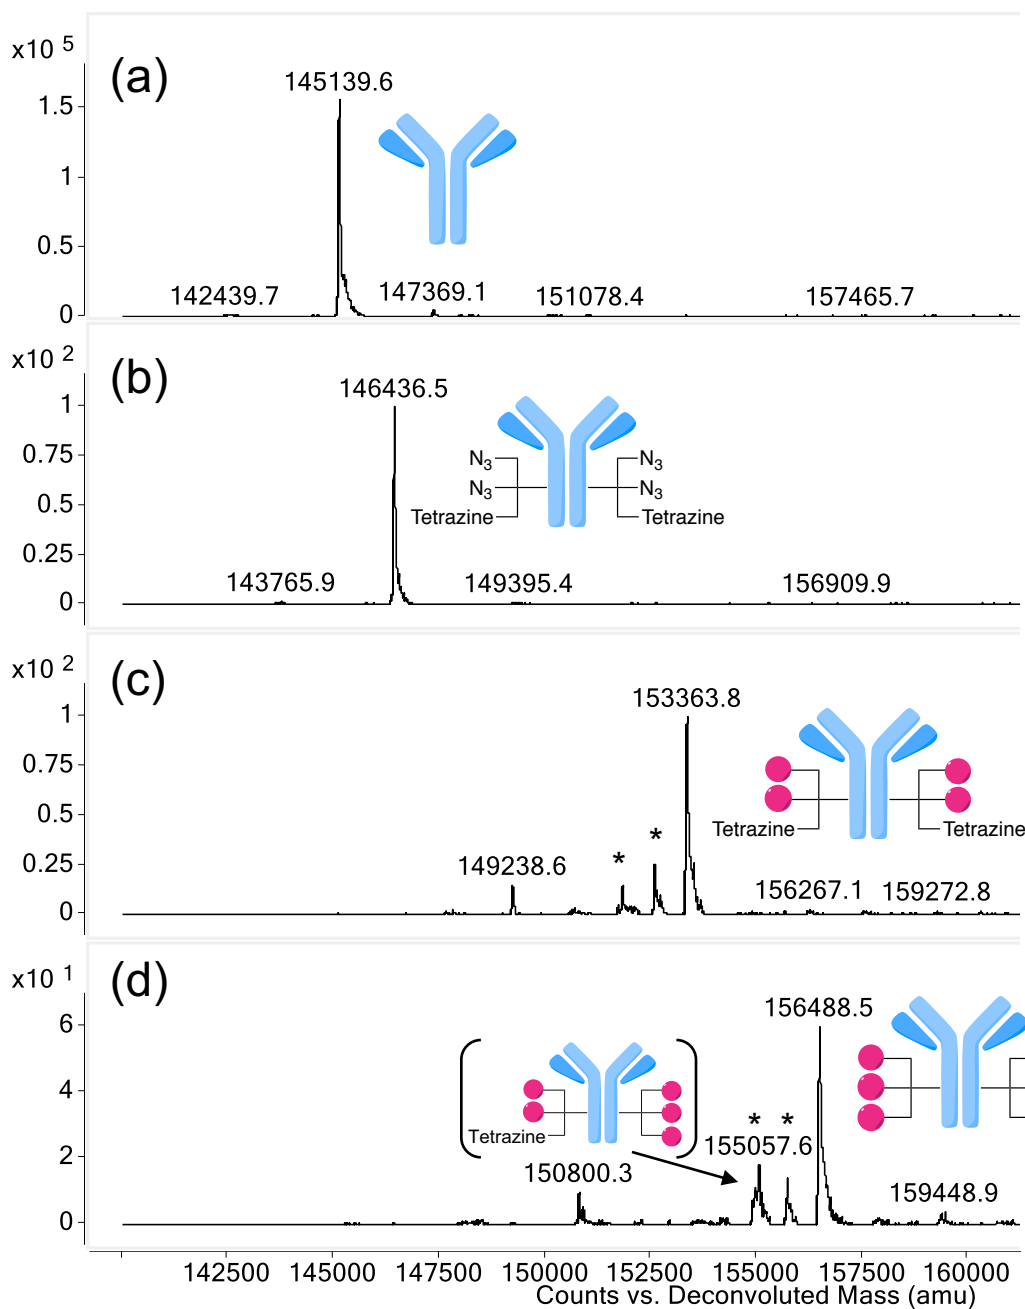 x10 5
(a)
145139.6
1.5
1
0.5
142439.7 147369.1 151078.4 157465.7
0
x10 2
(b)
146436.5
1
N3 N3
0.75
N3 N3
Tetrazine Tetrazine
0.5
0.25
143765.9 149395.4 156909.9
0
x10 2
(c)
153363.8
1
0.75
0.5
Tetrazine Tetrazine
* *
0.25
149238.6
156267.1 159272.8
0
x10 1
(d)
156488.5
6
4
* *
Tetrazine
155057.6
2
150800.3
159448.9
0
142500 145000 147500 150000 152500 155000 157500 160000
Counts vs. Deconvoluted Mass (amu)